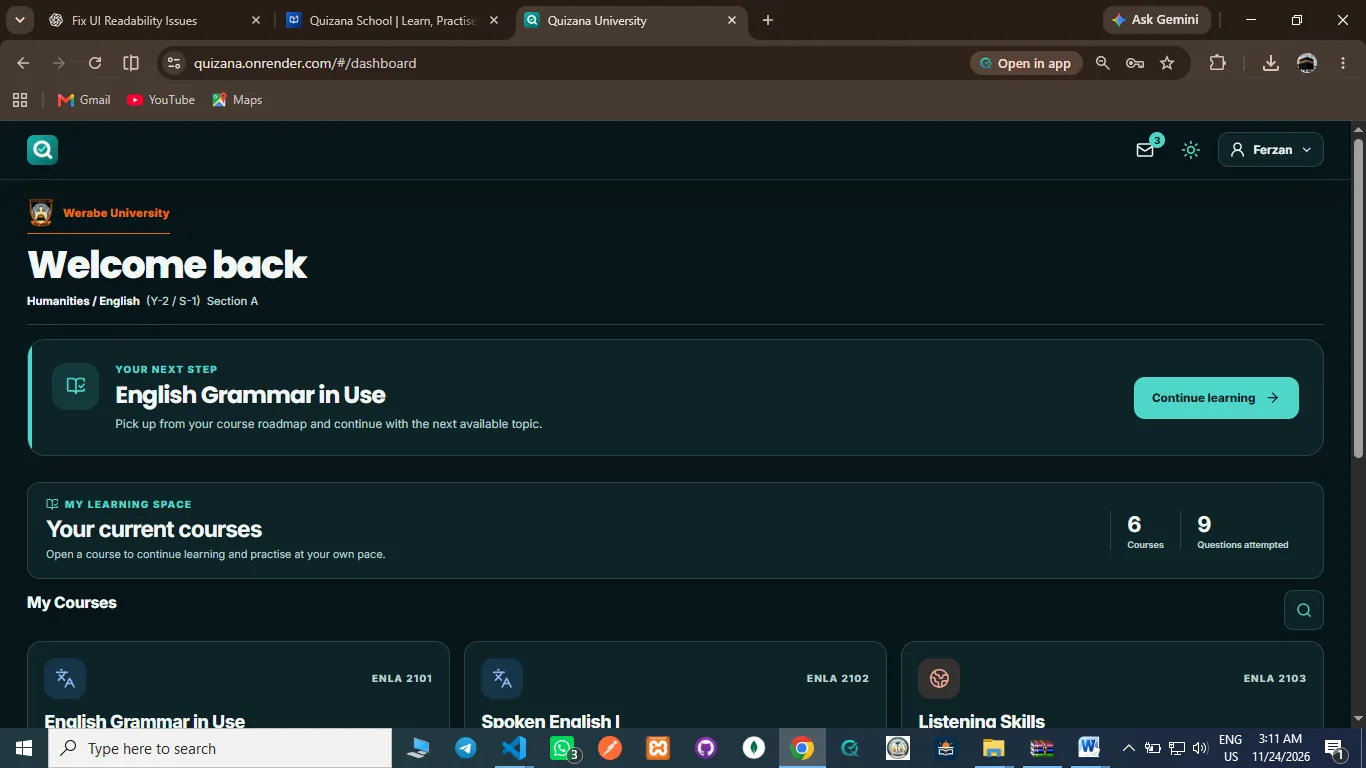 Fix UI Readability Issues
Quizana School | Learn, Practise
Quizana University
Ask Gemini
quizana.onrender.com/#/dashboard
Open in app
Gmail
YouTube
Maps
3
Ferzan
Werabe University
Welcome back
Humanities / English (Y-2 / S-1) Section A
YOUR NEXT STEP
English Grammar in Use
Pick up from your course roadmap and continue with the next available topic.
Continue learning
MY LEARNING SPACE
Your current courses
Open a course to continue learning and practise at your own pace.
6
Courses
9
Questions attempted
My Courses
ENLA 2101
English Grammar in Use
ENLA 2102
Spoken English I
ENLA 2103
Listening Skills
Type here to search
3
ENG
US
3:11 AM
11/24/2026
1